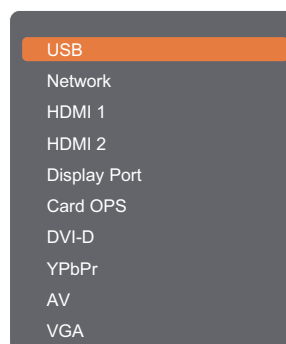 USB
Network
HDMI 1
HDMI 2
Display Port
Card OPS
DVI-D
YPbPr
AV
VGA